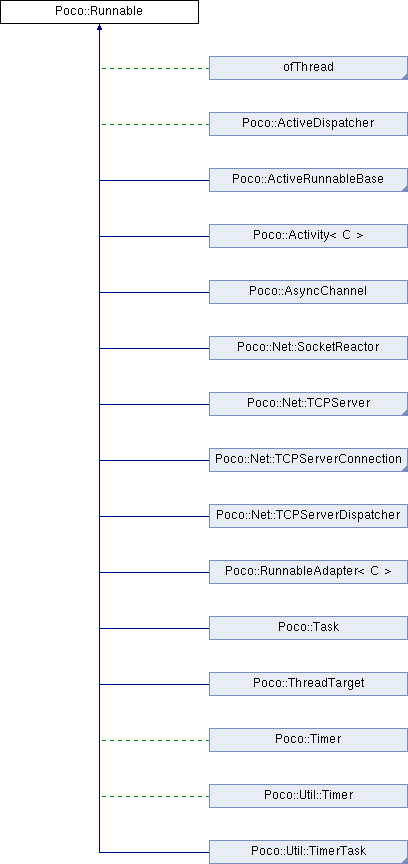 Poco::Runnable
ofThread
Poco::ActiveDispatcher
Poco::ActiveRunnableBase
Poco::Activity< C >
Poco::AsyncChannel
Poco::Net::SocketReactor
Poco::Net::TCPServer
Poco::Net::TCPServerConnection
Poco::Net::TCPServerDispatcher
Poco::RunnableAdapter< C >
Poco::Task
Poco::ThreadTarget
Poco::Timer
Poco::Util::Timer
Poco::Util::TimerTask